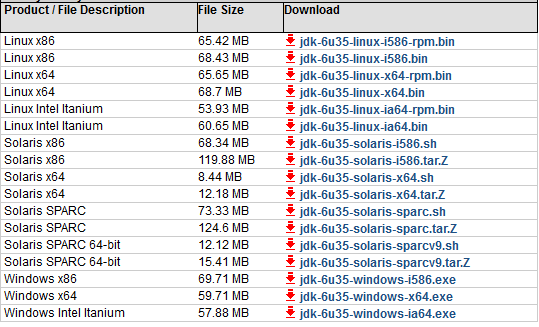 Product / File Description File Size Download
Linux x86 65.42 MB jdk-6u35-linux-i586-rpm.bin
Linux x86 68.43 MB jdk-6u35-linux-i586.bin
Linux x64 65.65 MB jdk-6u35-linux-x64-rpm.bin
Linux x64 68.7 MB jdk-6u35-linux-x64.bin
Linux Intel Itanium 53.93 MB jdk-6u35-linux-ia64-rpm.bin
Linux Intel Itanium 60.65 MB jdk-6u35-linux-ia64.bin
Solaris x86 68.34 MB jdk-6u35-solaris-i586.sh
Solaris x86 119.88 MB jdk-6u35-solaris-i586.tar.Z
Solaris x64 8.44 MB jdk-6u35-solaris-x64.sh
Solaris x64 12.18 MB jdk-6u35-solaris-x64.tar.Z
Solaris SPARC 73.33 MB jdk-6u35-solaris-sparc.sh
Solaris SPARC 124.6 MB jdk-6u35-solaris-sparc.tar.Z
Solaris SPARC 64-bit 12.12 MB jdk-6u35-solaris-sparcv9.sh
Solaris SPARC 64-bit 15.41 MB jdk-6u35-solaris-sparcv9.tar.Z
Windows x86 69.71 MB jdk-6u35-windows-i586.exe
Windows x64 59.71 MB jdk-6u35-windows-x64.exe
Windows Intel Itanium 57.88 MB jdk-6u35-windows-ia64.exe